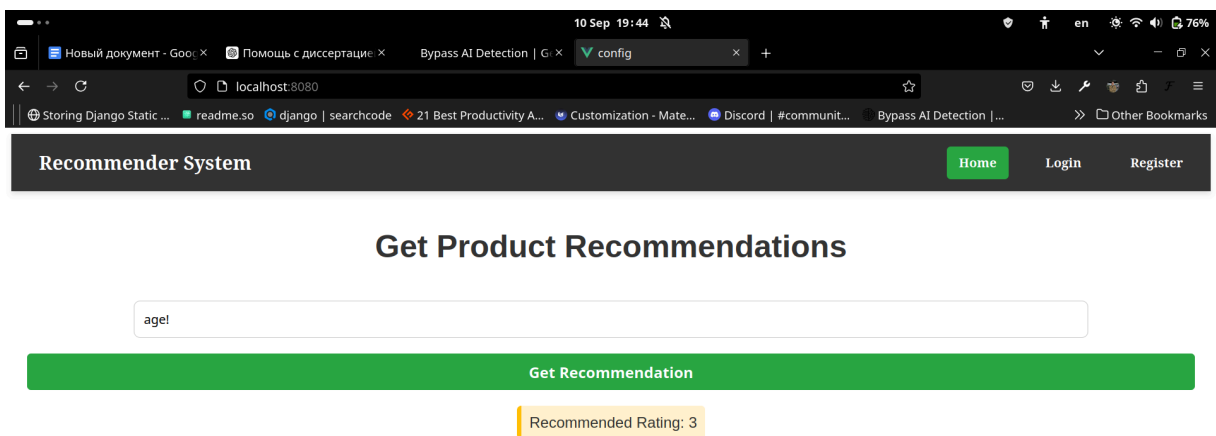 10 Sep 19:44
en
76%
Новый документ - Goog
Помощь с диссертацие
Bypass AI Detection | G
config
localhost:8080
Storing Django Static ...
readme.so
django | searchcode
21 Best Productivity A...
Customization - Mate...
Discord | #communit...
Bypass AI Detection |...
Other Bookmarks
Recommender System
Home
Login
Register
Get Product Recommendations
age!
Get Recommendation
Recommended Rating: 3